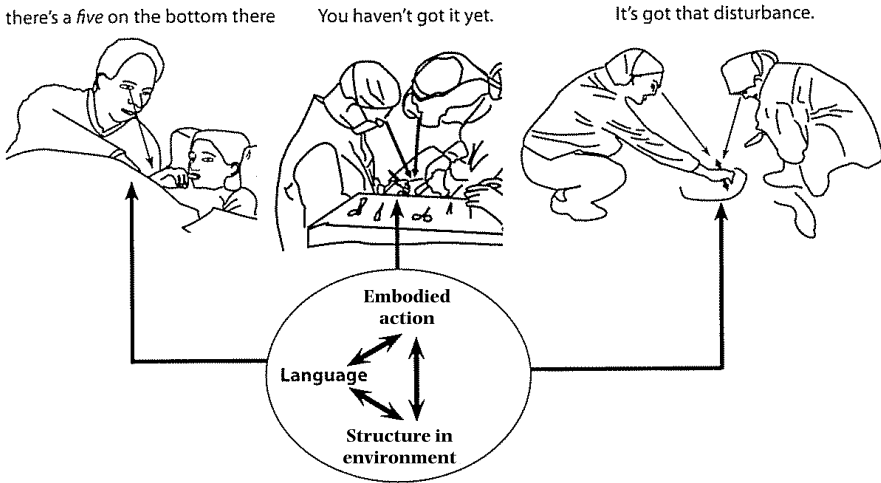 there's a five on the bottom there
You haven't got it yet.
It's got that disturbance.
Embodied
action
Language
Structure in
environment